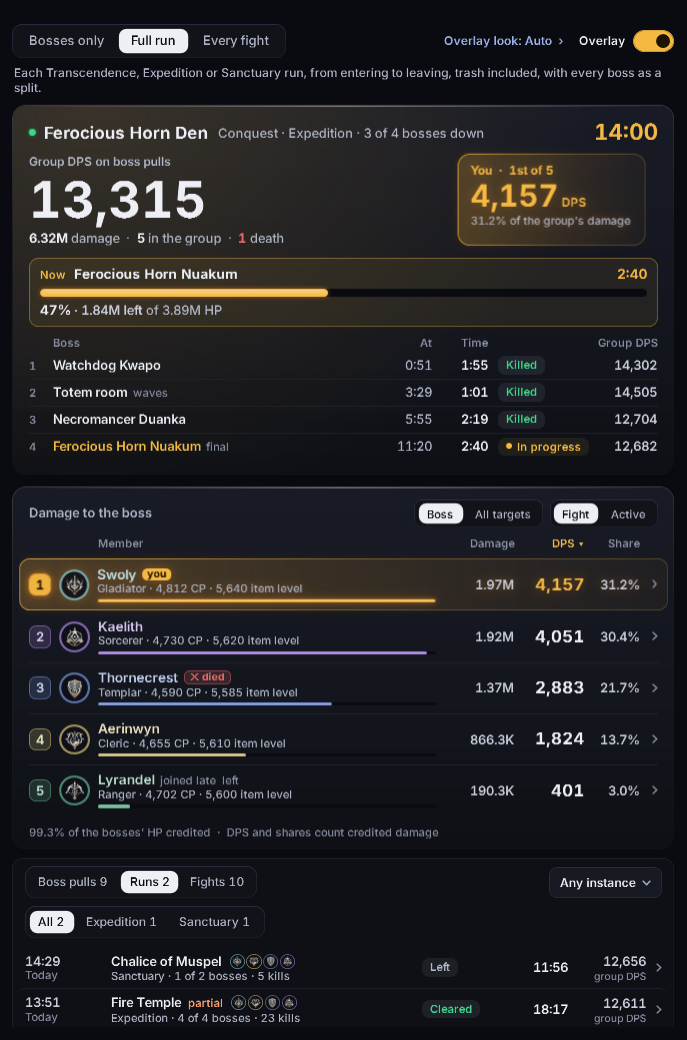 Bosses only Full run Every fight Overlay look: Auto › Overlay
Each Transcendence, Expedition or Sanctuary run, from entering to leaving, trash included, with every boss as a
split.
Ferocious Horn Den Conquest · Expedition · 3 of 4 bosses down 14:00
Group DPS on boss pulls
13,315
6.32M damage · 5 in the group · 1 death
You · 1st of 5
4,157 DPS
31.2% of the group's damage
Now Ferocious Horn Nuakum 2:40
47% · 1.84M left of 3.89M HP
Boss At Time Group DPS
1 Watchdog Kwapo 0:51 1:55 Killed 14,302
2 Totem room waves 3:29 1:01 Killed 14,505
3 Necromancer Duanka 5:55 2:19 Killed 12,704
4 Ferocious Horn Nuakum final 11:20 2:40 In progress 12,682
Damage to the boss Boss All targets Fight Active
Member Damage DPS ▾ Share
1 Swoly you 1.97M 4,157 31.2% ›
Gladiator · 4,812 CP · 5,640 item level
2 Kaelith 1.92M 4,051 30.4% ›
Sorcerer · 4,730 CP · 5,620 item level
3 Thornecrest died 1.37M 2,883 21.7% ›
Templar · 4,590 CP · 5,585 item level
4 Aerinwyn 866.3K 1,824 13.7% ›
Cleric · 4,655 CP · 5,610 item level
5 Lyrandel joined late left 190.3K 401 3.0% ›
Ranger · 4,702 CP · 5,600 item level
99.3% of the bosses' HP credited · DPS and shares count credited damage
Boss pulls 9 Runs 2 Fights 10 Any instance
All 2 Expedition 1 Sanctuary 1
14:29 Chalice of Muspel Left 11:56 12,656 ›
Today Sanctuary · 1 of 2 bosses · 5 kills group DPS
13:51 Fire Temple partial Cleared 18:17 12,611 ›
Today Expedition · 4 of 4 bosses · 23 kills group DPS